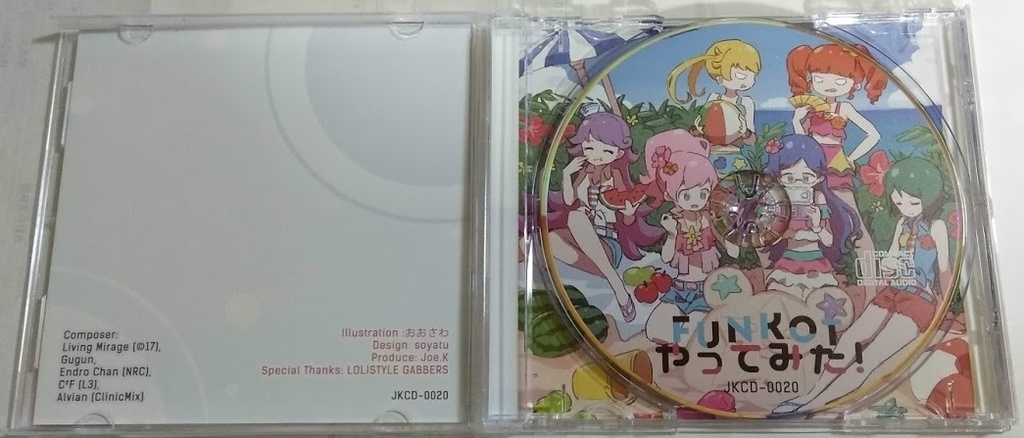 Composer:
Living Mirage (©17),
Gugun,
Endro Chan (NRC),
C²F (L3),
Alvian (ClinicMix)
Illustration :おおさわ
Design: soyatu
Produce: Joe.K
Special Thanks: LOLISTYLE GABBERS
JKCD-0020
COMPACT
disc
DIGITAL AUDIO
FUNKOT
やってみた!
JKCD-0020